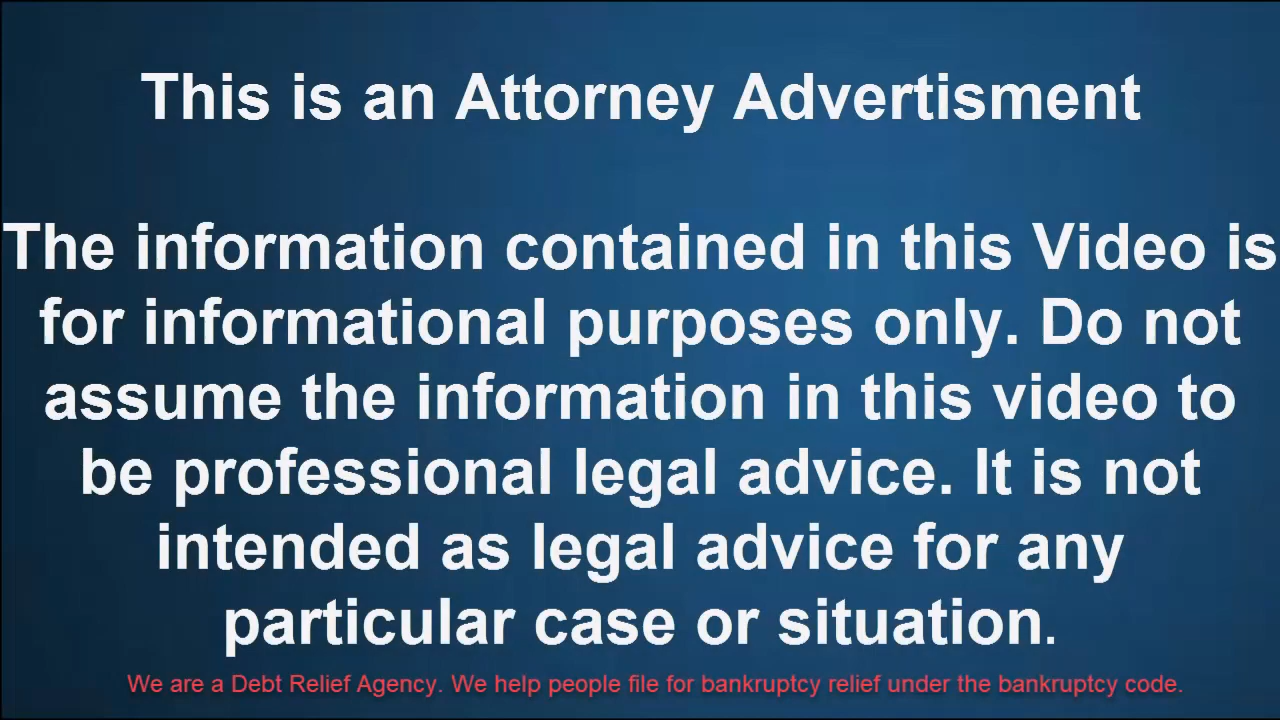 This is an Attorney Advertisment
The information contained in this Video is
for informational purposes only. Do not
assume the information in this video to
be professional legal advice. It is not
intended as legal advice for any
particular case or situation.
We are a Debt Relief Agency. We help people file for bankruptcy relief under the bankruptcy code.